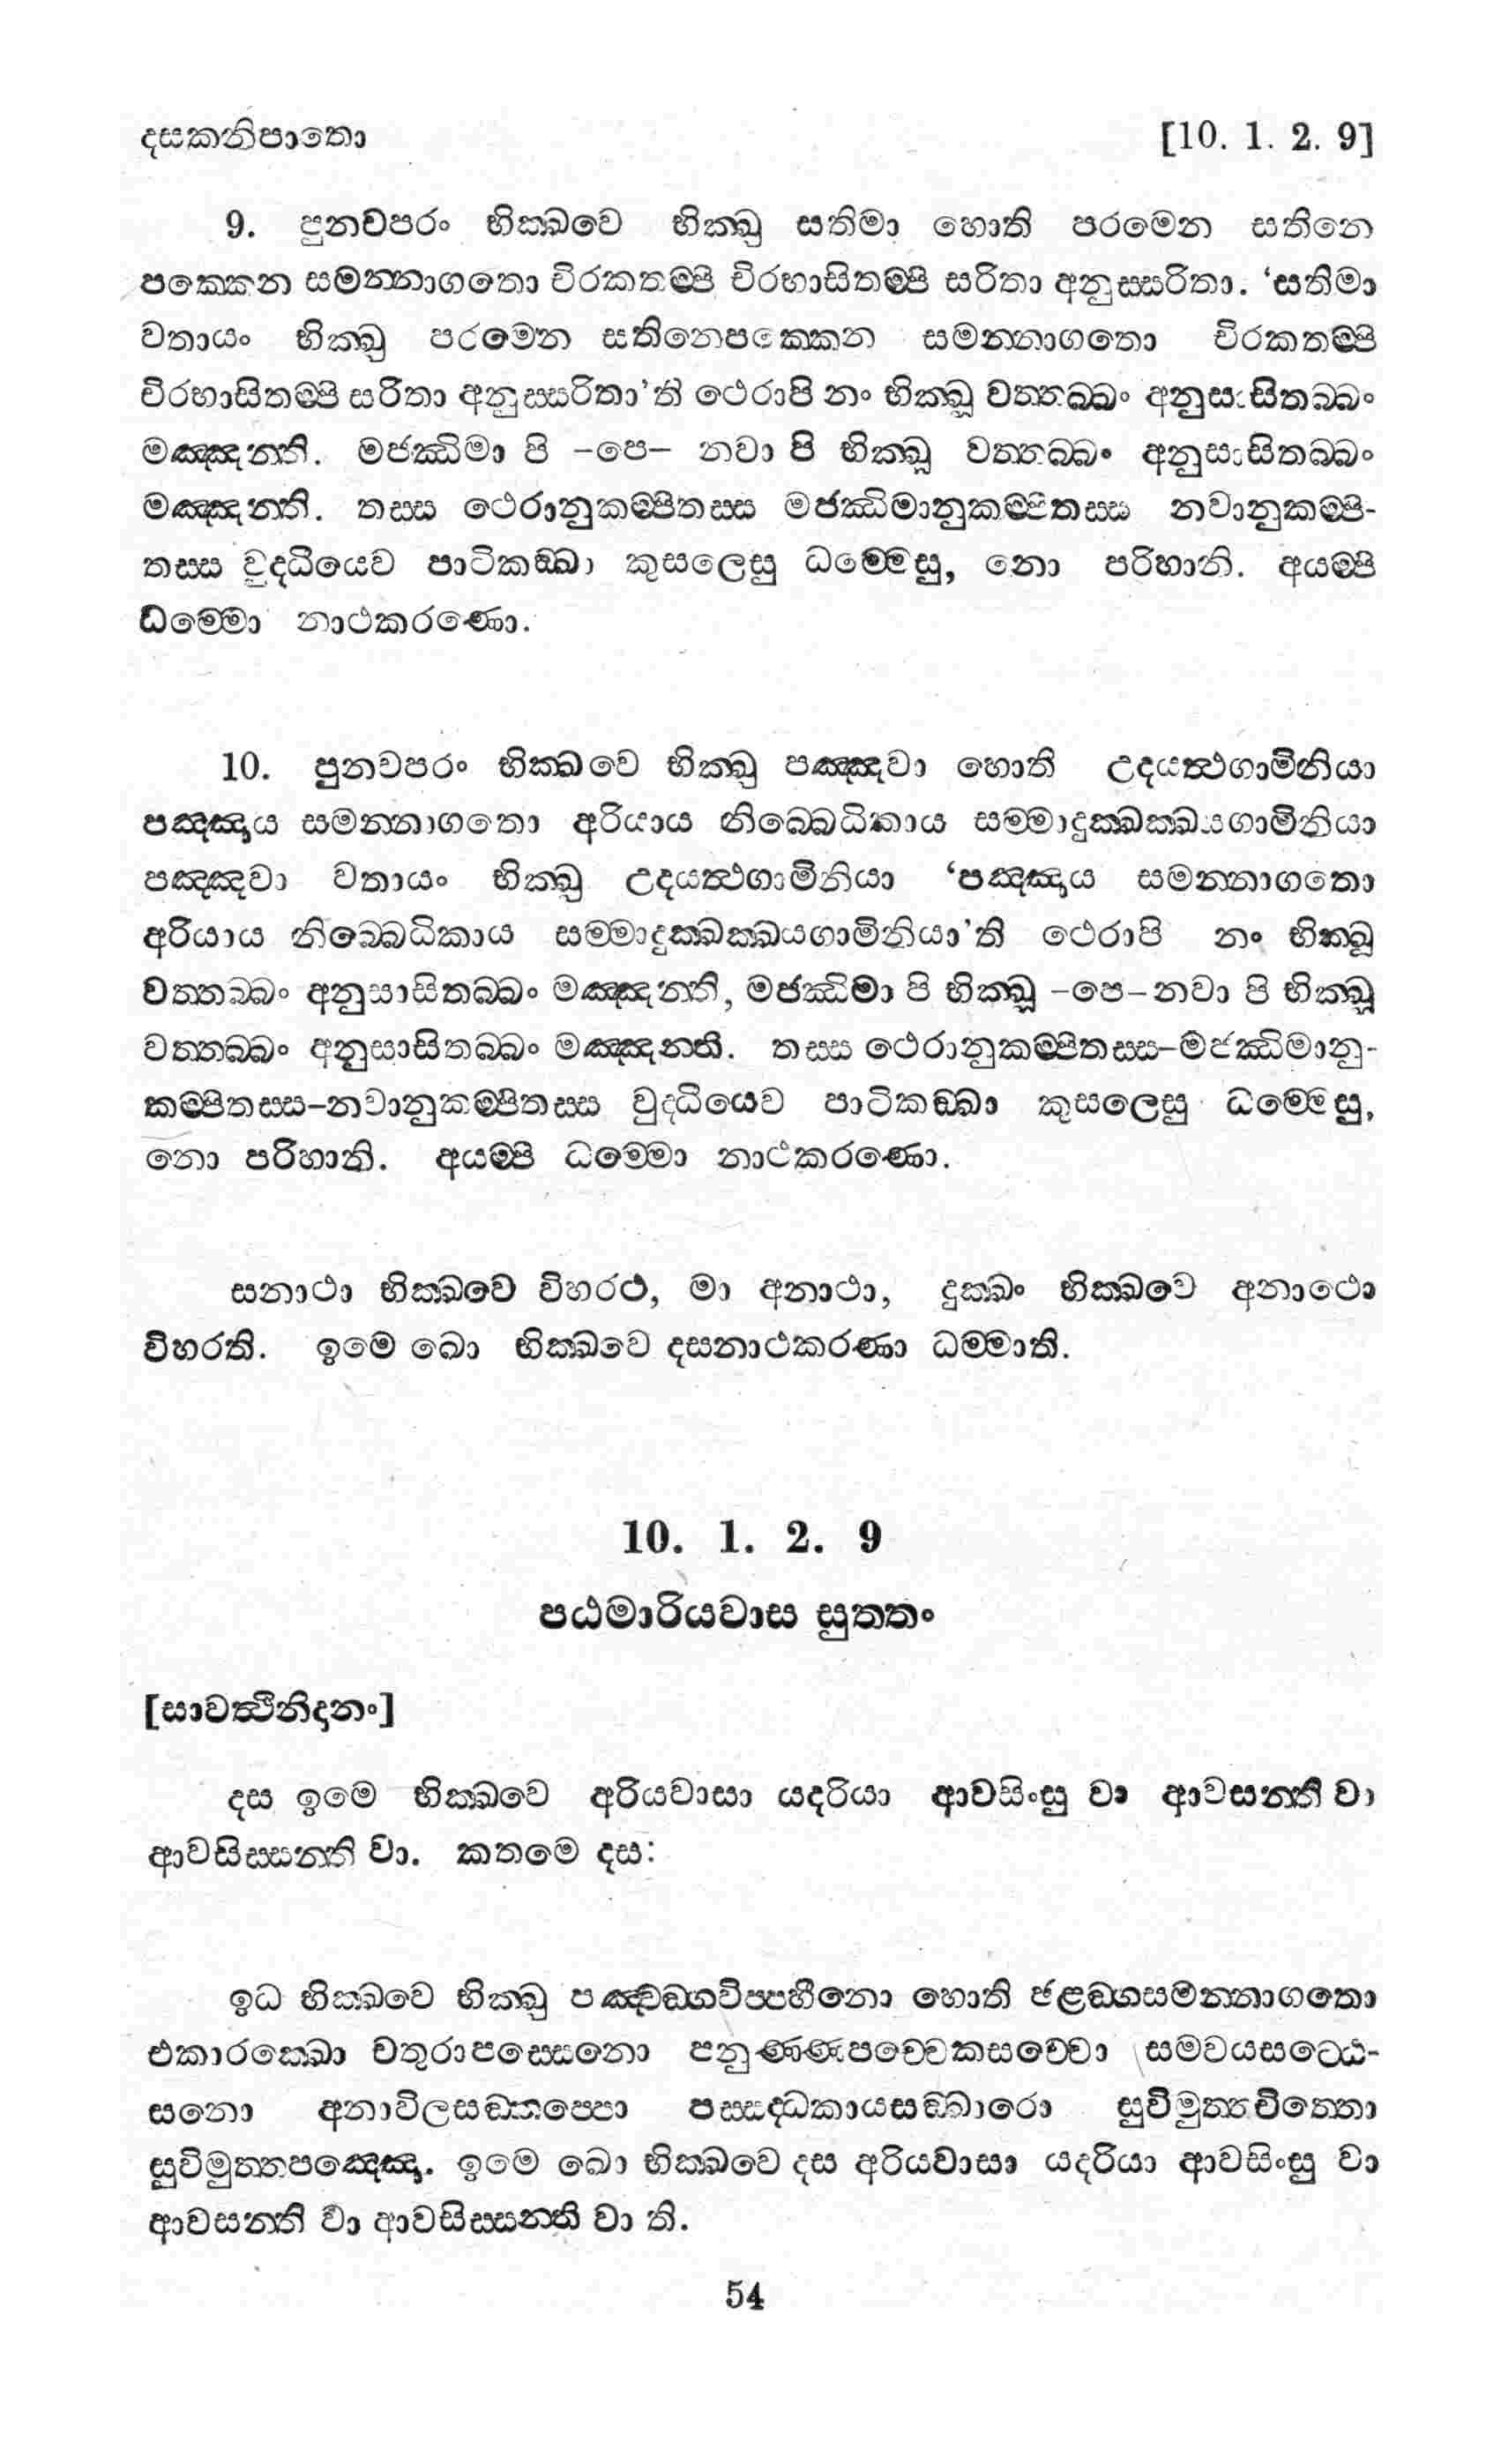 දසකනිපාතො [10. 1. 2. 9]
9. පුනචපරං භික්ඛවෙ භික්ඛු සතිමා හොති පරමෙන සතිනෙ
පක්කෙන සමන්නාගතො චිරකතම්පි චිරභාසිතම්පි සරිතා අනුස්සරිතා. ‘සතිමා
වතායං භික්ඛු පරමෙන සතිනෙපක්කෙන සමන්නාගතො චිරකතම්පි
චිරභාසිතම්පි සරිතා අනුස්සරිතා’ති ථෙරාපි නං භික්ඛූ වත්තබ්බං අනුසාසිතබ්බං
මඤ්ඤන්ති. මජ්ඣිමා පි –පෙ– නවා පි භික්ඛූ වත්තබ්බං අනුසාසිතබ්බං
මඤ්ඤන්ති. තස්ස ථෙරානුකම්පිතස්ස මජ්ඣිමානුකම්පිතස්ස නවානුකම්පි-
තස්ස වුද්ධියෙව පාටිකඞ්ඛා කුසලෙසු ධම්මෙසු, නො පරිහානි. අයම්පි
ධම්මො නාථකරණො.
10. පුනචපරං භික්ඛවෙ භික්ඛු පඤ්ඤවා හොති උදයත්ථගාමිනියා
පඤ්ඤාය සමන්නාගතො අරියාය නිබ්බෙධිකාය සම්මාදුක්ඛක්ඛයගාමිනියා
පඤ්ඤවා වතායං භික්ඛු උදයත්ථගාමිනියා ‘පඤ්ඤාය සමන්නාගතො
අරියාය නිබ්බෙධිකාය සම්මාදුක්ඛක්ඛයගාමිනියා’ති ථෙරාපි නං භික්ඛූ
වත්තබ්බං අනුසාසිතබ්බං මඤ්ඤන්ති, මජ්ඣිමා පි භික්ඛූ –පෙ–නවා පි භික්ඛූ
වත්තබ්බං අනුසාසිතබ්බං මඤ්ඤන්ති. තස්ස ථෙරානුකම්පිතස්ස–මජ්ඣිමානු-
කම්පිතස්ස–නවානුකම්පිතස්ස වුද්ධියෙව පාටිකඞ්ඛා කුසලෙසු ධම්මෙසු,
නො පරිහානි. අයම්පි ධම්මො නාථකරණො.
සනාථා භික්ඛවෙ විහරථ, මා අනාථා, දුක්ඛං භික්ඛවෙ අනාථො
විහරති. ඉමෙ ඛො භික්ඛවෙ දසනාථකරණා ධම්මාති.
10. 1. 2. 9
පඨමාරියවාස සුත්තං
[සාවත්ථිනිදානං]
දස ඉමෙ භික්ඛවෙ අරියවාසා යදරියා ආවසිංසු වා ආවසන්ති වා
ආවසිස්සන්ති වා. කතමෙ දස:
ඉධ භික්ඛවෙ භික්ඛු පඤ්චඞ්ගවිප්පහීනො හොති ඡළඞ්ගසමන්නාගතො
එකාරක්ඛො චතුරාපස්සෙනො පනුණ්ණපච්චෙකසච්චො සමවයසට්ඨෙ-
සනො අනාවිලසඞ්කප්පො පස්සද්ධකායසඞ්ඛාරො සුවිමුත්තචිත්තො
සුවිමුත්තපඤ්ඤො. ඉමෙ ඛො භික්ඛවෙ දස අරියවාසා යදරියා ආවසිංසු වා
ආවසන්ති වා ආවසිස්සන්ති වා ති.
54